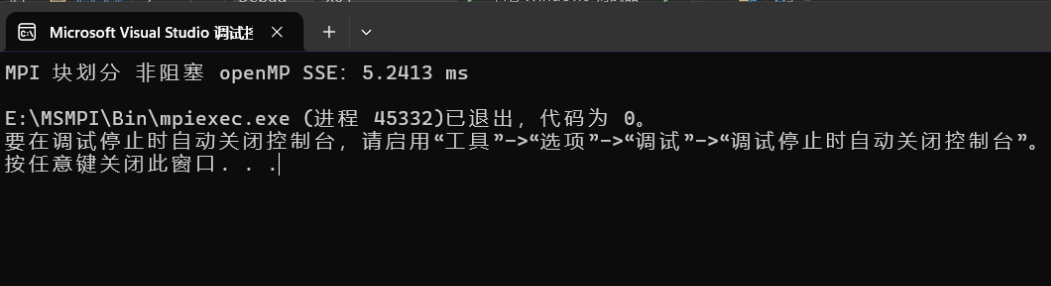 Microsoft Visual Studio 调试控
MPI 块划分 非阻塞 openMP SSE: 5.2413 ms
E:\MSMPI\Bin\mpiexec.exe (进程 45332)已退出，代码为 0。
要在调试停止时自动关闭控制台，请启用“工具”->“选项”->“调试”->“调试停止时自动关闭控制台”。
按任意键关闭此窗口. . .